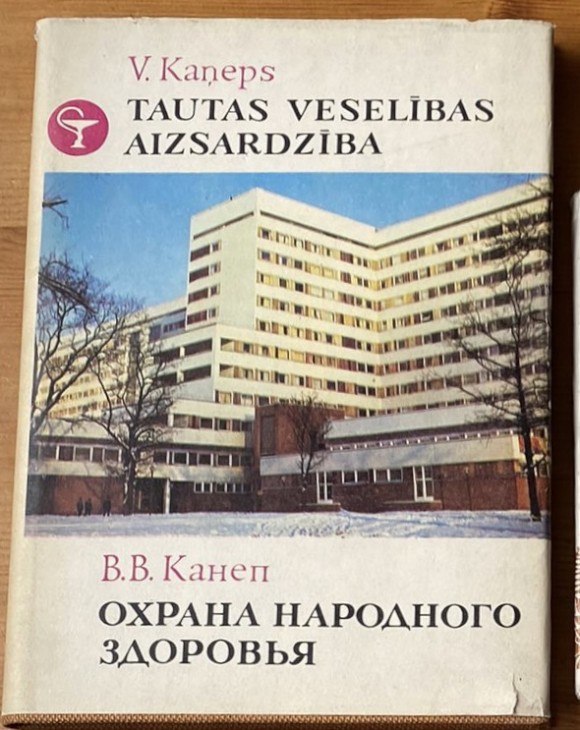 V. Kaņeps
TAUTAS VESELĪBAS
AIZSARDZĪBA
В.В. Канеп
ОХРАНА НАРОДНОГО
ЗДОРОВЬЯ